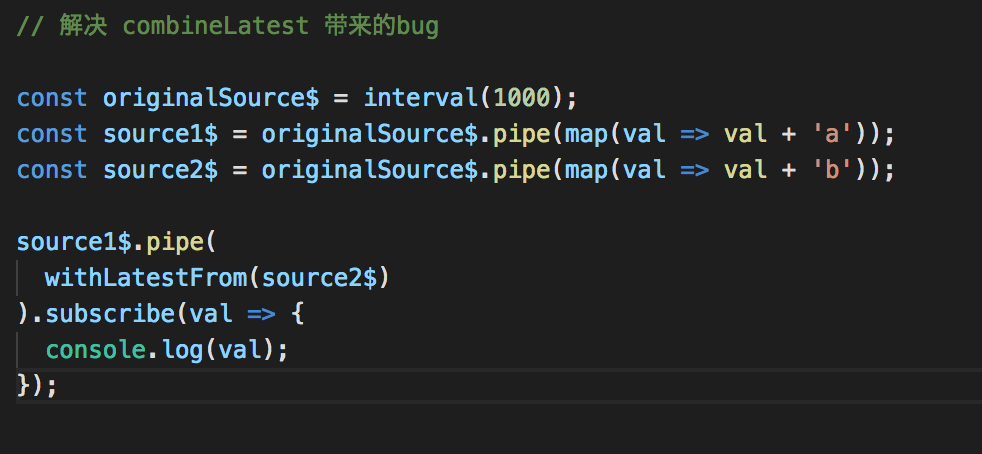 // 解决 combineLatest 带来的bug
const originalSource$ = interval(1000);
const source1$ = originalSource$.pipe(map(val => val + 'a'));
const source2$ = originalSource$.pipe(map(val => val + 'b'));
source1$.pipe(
  withLatestFrom(source2$)
).subscribe(val => {
  console.log(val);
});